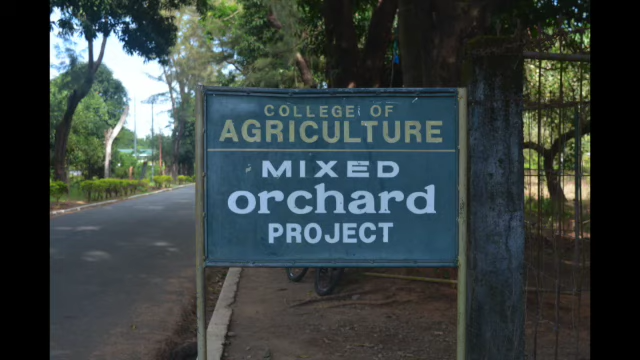 COLLEGE OF
AGRICULTURE
MIXED
orchard
PROJECT